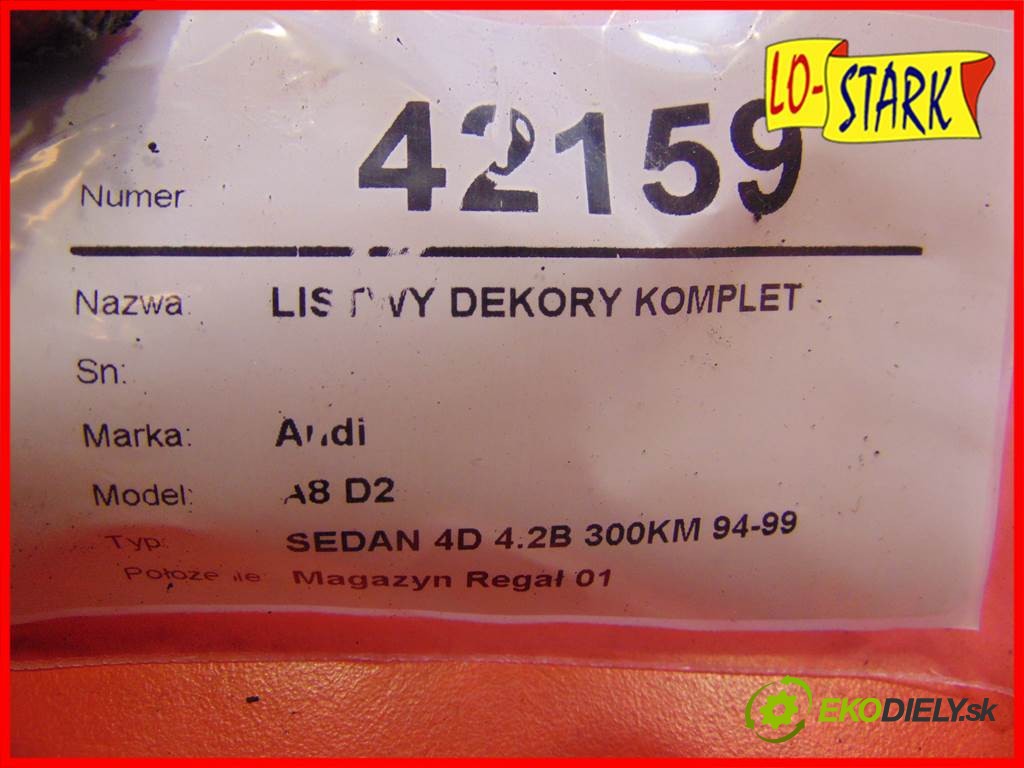 LO-STARK
Numer 42159
Nazwa: LISTWY DEKORY KOMPLET
Sn:
Marka: Audi
Model: A8 D2
Typ: SEDAN 4D 4.2B 300KM 94-99
Położenie: Magazyn Regał 01
EKODIELY.sk